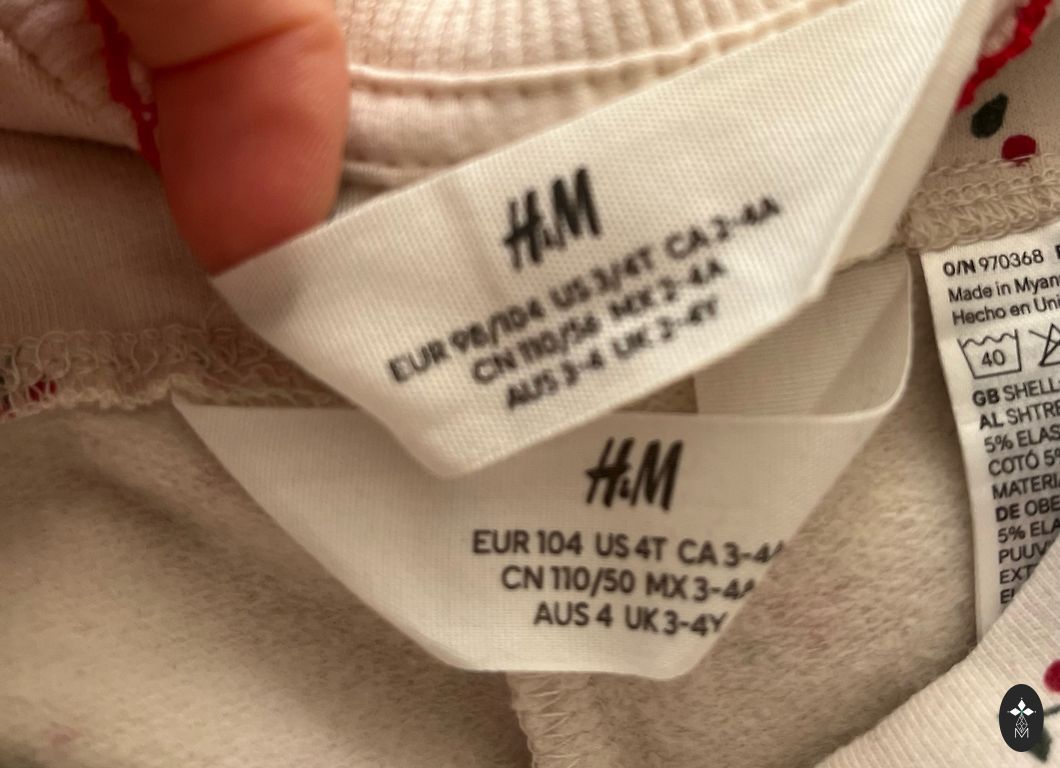 H&M
EUR 98/104 US 3/4T CA 2-4A
CN 110/56 MX 2-4A
AUS 3-4 UK 2-4Y
H&M
EUR 104 US 4T CA 3-4A
CN 110/50 MX 3-4A
AUS 4 UK 3-4Y
O/N 970368
Made in Myan
Hecho en Uni
40
GB SHELL:
AL SHTRE
5% ELAS
COTÓ 5%
MATERIA
DE OBE
5% ELA
PUUV
EXT